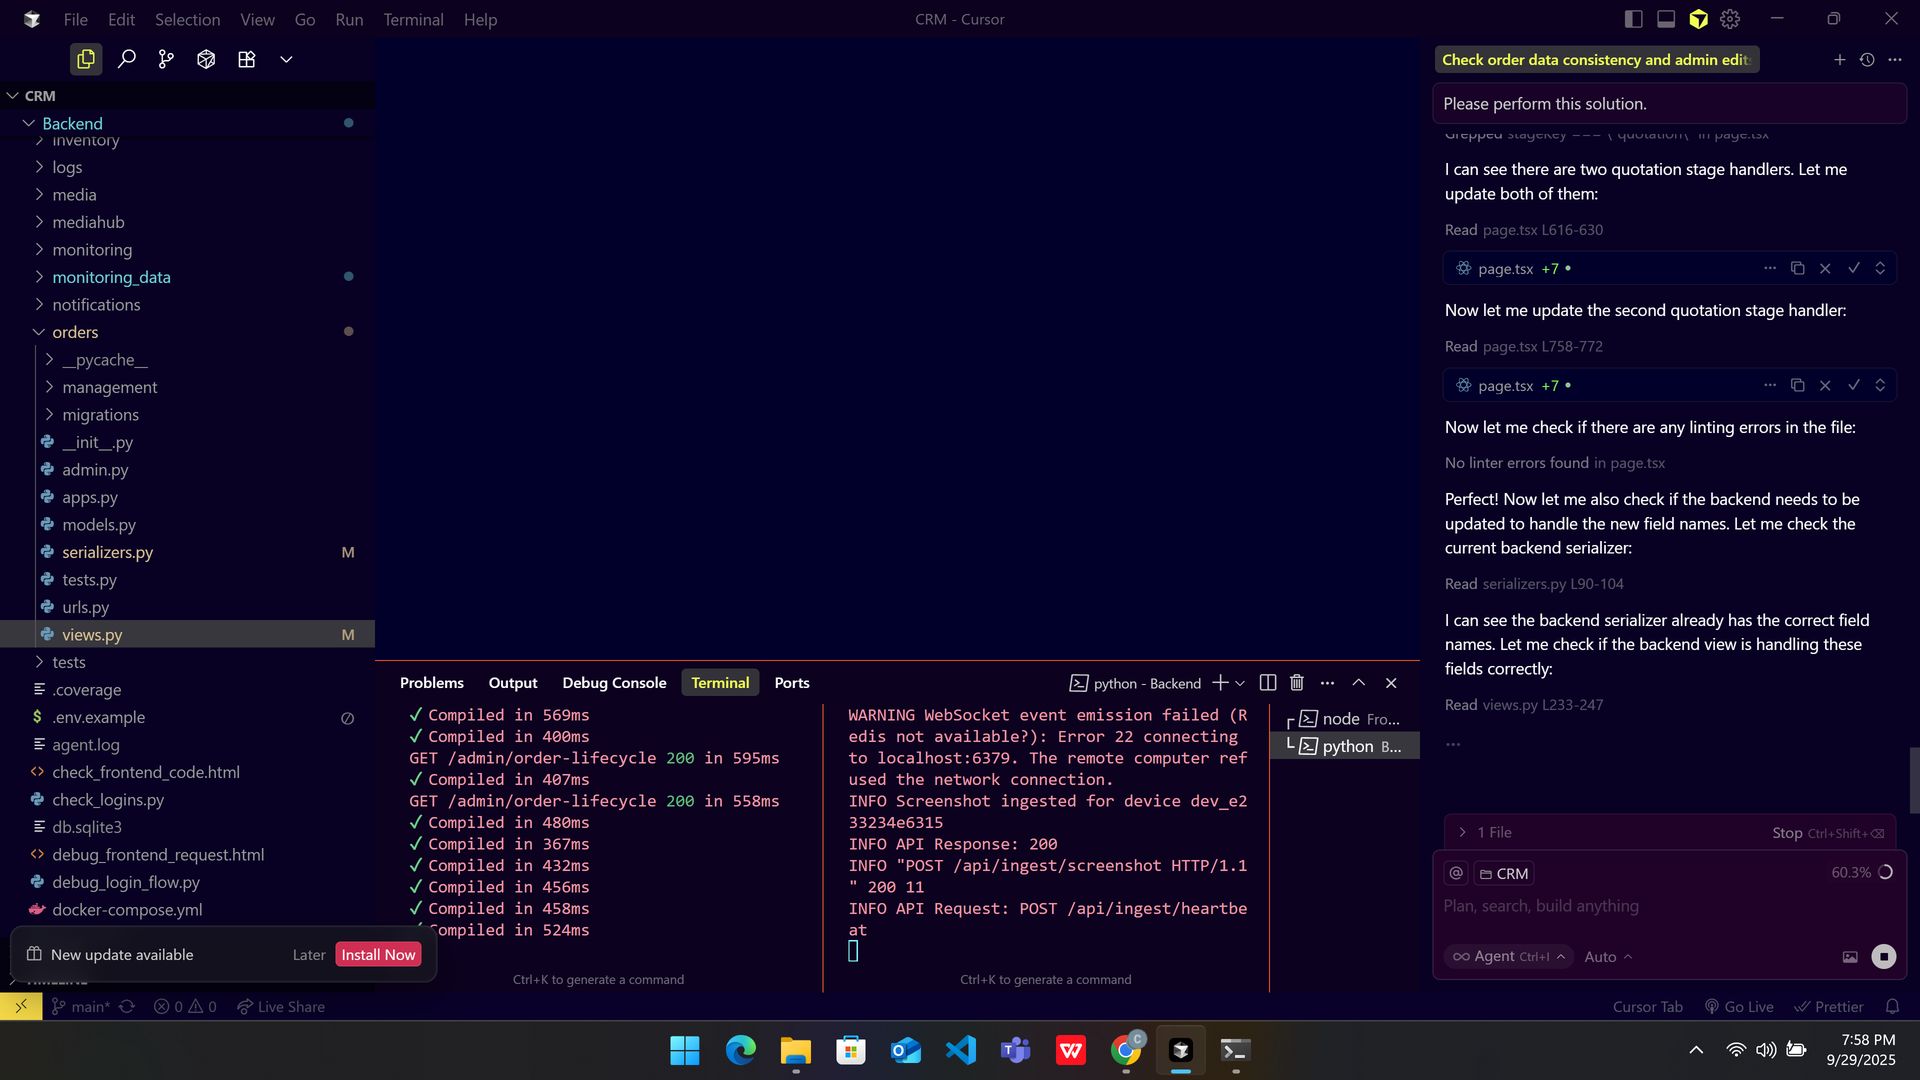 File Edit Selection View Go Run Terminal Help
CRM - Cursor
CRM
Backend
inventory
logs
media
mediahub
monitoring
monitoring_data
notifications
orders
__pycache__
management
migrations
__init__.py
admin.py
apps.py
models.py
serializers.py M
tests.py
urls.py
views.py M
tests
.coverage
.env.example
agent.log
check_frontend_code.html
check_logins.py
db.sqlite3
debug_frontend_request.html
debug_login_flow.py
docker-compose.yml
New update available Later Install Now
TIMELINE
Problems Output Debug Console Terminal Ports
python - Backend
✓ Compiled in 569ms
✓ Compiled in 400ms
GET /admin/order-lifecycle 200 in 595ms
✓ Compiled in 407ms
GET /admin/order-lifecycle 200 in 558ms
✓ Compiled in 480ms
✓ Compiled in 367ms
✓ Compiled in 432ms
✓ Compiled in 456ms
✓ Compiled in 458ms
✓ Compiled in 524ms
Ctrl+K to generate a command
WARNING WebSocket event emission failed (R
edis not available?): Error 22 connecting
to localhost:6379. The remote computer ref
used the network connection.
INFO Screenshot ingested for device dev_e2
33234e6315
INFO API Response: 200
INFO "POST /api/ingest/screenshot HTTP/1.1
" 200 11
INFO API Request: POST /api/ingest/heartbe
at
Ctrl+K to generate a command
node Fro...
python B...
Check order data consistency and admin edit
Please perform this solution.
Grepped stageKey === \"quotation\" in page.tsx
I can see there are two quotation stage handlers. Let me
update both of them:
Read page.tsx L616-630
page.tsx +7 •
Now let me update the second quotation stage handler:
Read page.tsx L758-772
page.tsx +7 •
Now let me check if there are any linting errors in the file:
No linter errors found in page.tsx
Perfect! Now let me also check if the backend needs to be
updated to handle the new field names. Let me check the
current backend serializer:
Read serializers.py L90-104
I can see the backend serializer already has the correct field
names. Let me check if the backend view is handling these
fields correctly:
Read views.py L233-247
...
1 File Stop Ctrl+Shift+⌫
@ CRM 60.3%
Plan, search, build anything
Agent Ctrl+I Auto
main* 0 0 Live Share
Cursor Tab Go Live Prettier
7:58 PM
9/29/2025